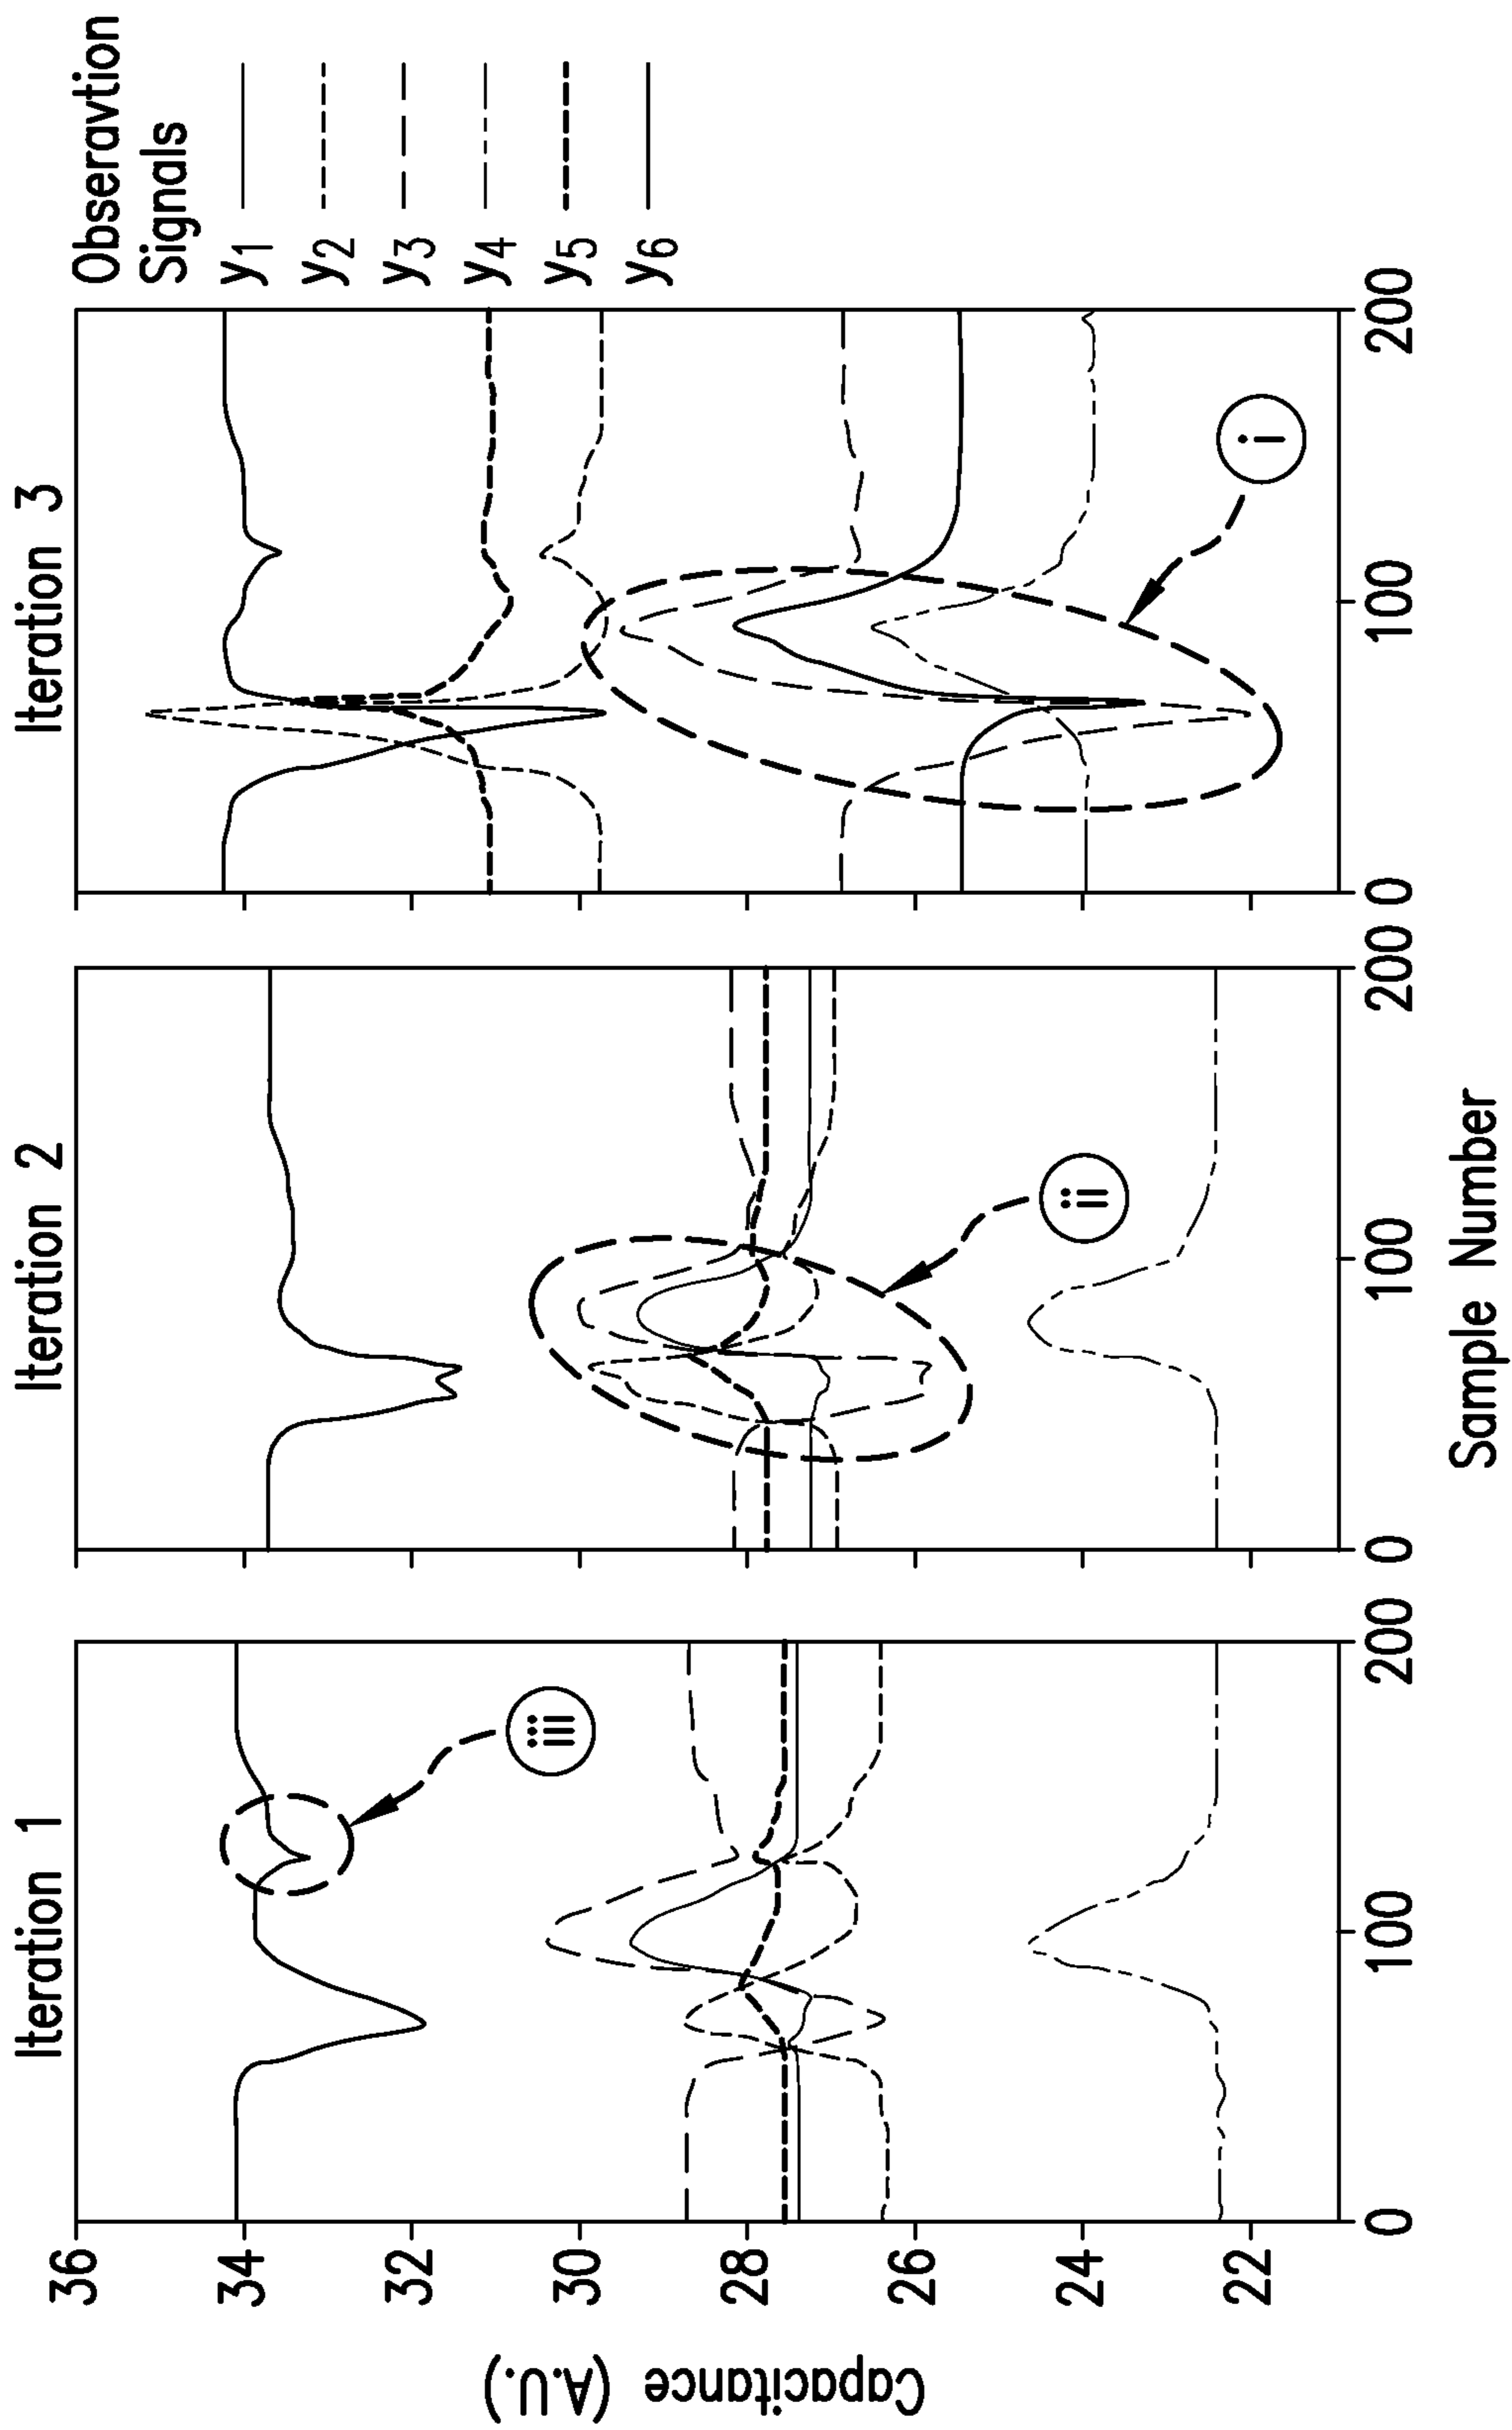 Iteration 1
Iteration 2
Iteration 3
Obseravtion
Signals
y1
y2
y3
y4
y5
y6
36
34
32
30
28
26
24
22
Capacitance (A.U.)
iii
ii
i
0
100
200
0
100
200
0
100
200
Sample Number